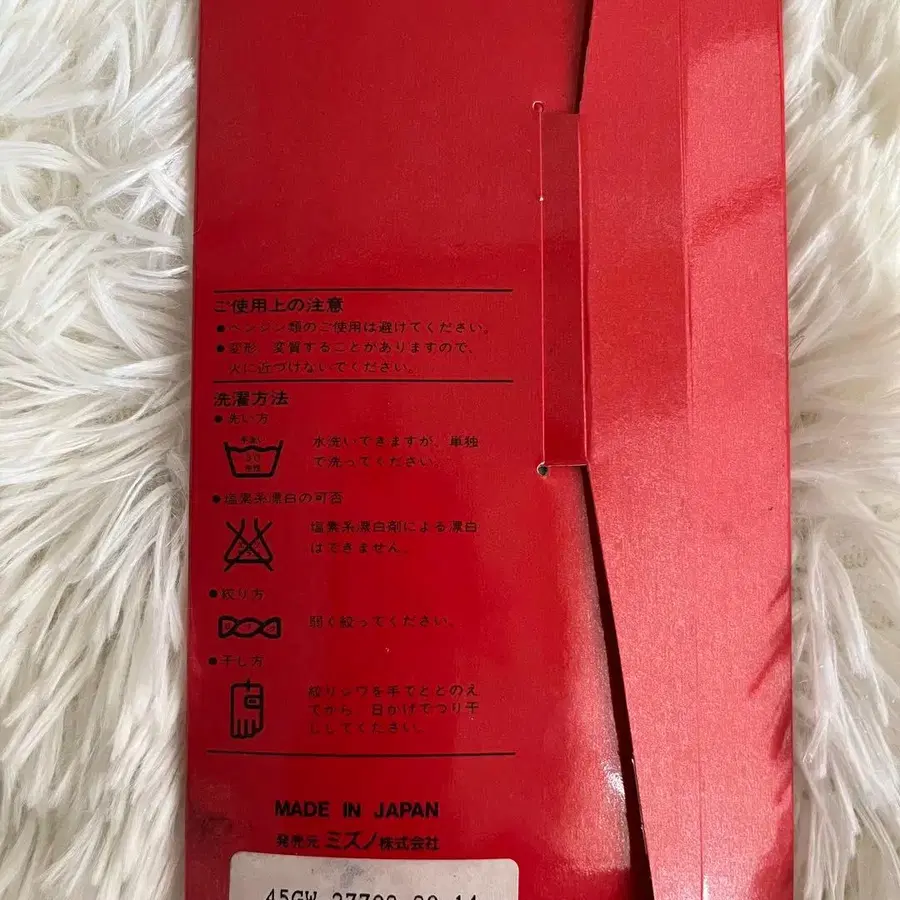 ご使用上の注意
●ベンジン類のご使用は避けてください。
●変形、変質することがありますので、
火に近づけないでください。
洗濯方法
●洗い方
手洗イ
30
中性
水洗いできますが、単独
で洗ってください。
●塩素系漂白の可否
塩素系漂白剤による漂白
はできません。
●絞り方
弱く絞ってください。
●干し方
絞りジワを手でととのえ
てから、日かげでつり干
ししてください。
MADE IN JAPAN
発売元 ミズノ株式会社